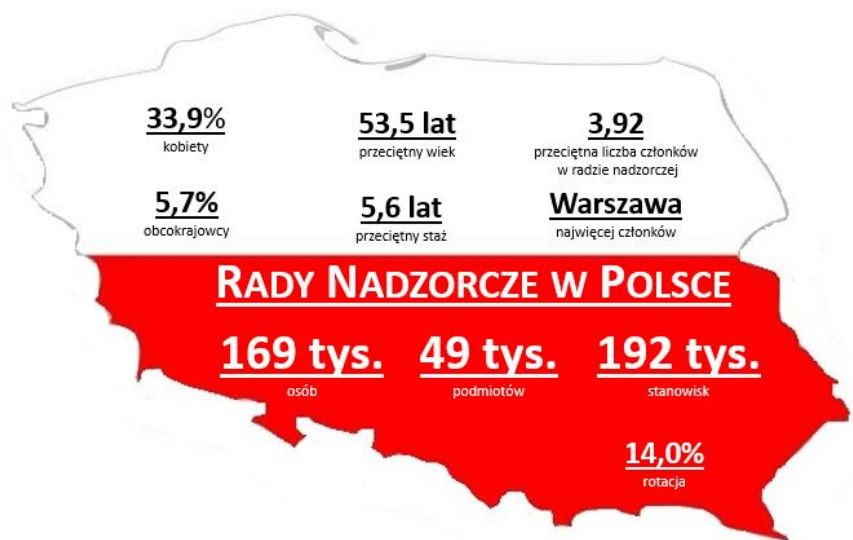 33,9%
kobiety
53,5 lat
przeciętny wiek
3,92
przeciętna liczba członków
w radzie nadzorczej
5,7%
obcokrajowcy
5,6 lat
przeciętny staż
Warszawa
najwięcej członków
RADY NADZORCZE W POLSCE
169 tys.
osób
49 tys.
podmiotów
192 tys.
stanowisk
14,0%
rotacja